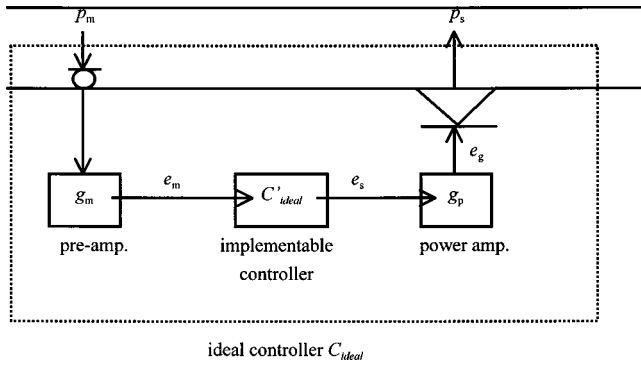 p_m p_s
e_g
g_m e_m C'_ideal e_s g_p
pre-amp. implementable power amp.
controller
ideal controller C_ideal